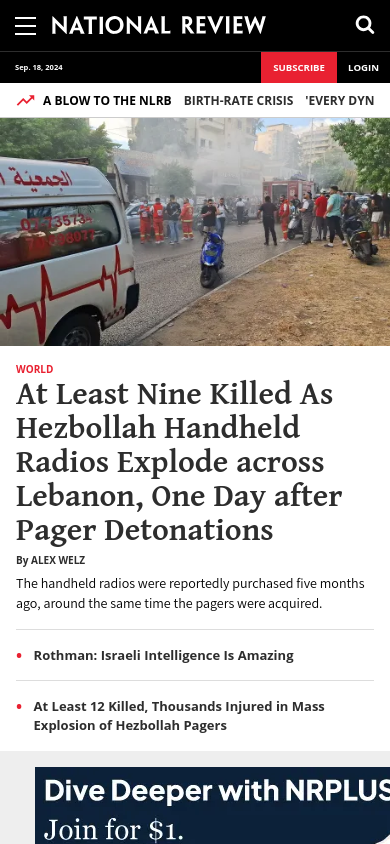 NATIONAL REVIEW
Sep. 18, 2024
SUBSCRIBE
LOGIN
A BLOW TO THE NLRB BIRTH-RATE CRISIS 'EVERY DYN
الجمعية
WORLD
At Least Nine Killed As
Hezbollah Handheld
Radios Explode across
Lebanon, One Day after
Pager Detonations
By ALEX WELZ
The handheld radios were reportedly purchased five months
ago, around the same time the pagers were acquired.
• Rothman: Israeli Intelligence Is Amazing
• At Least 12 Killed, Thousands Injured in Mass
Explosion of Hezbollah Pagers
Dive Deeper with NRPLUS
Join for $1.